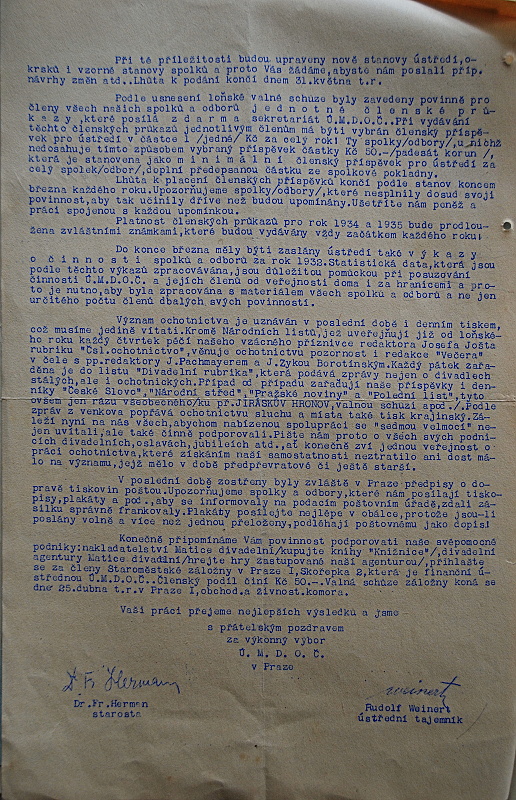 Při té příležitosti budou upraveny nové stanovy ústředí,o-
krsků i vzorné stanovy spolků a proto Vás žádáme,abyste nám poslali příp.
návrhy změn atd..Lhůta k podání končí dnem 31.května t.r.
Podle usnesení loňské valné schůze byly zavedeny povinně pro
členy všech našich spolků a odborů j e d n o t n é č l e n s k é p r ů-
k a z y ,které posílá z d a r m a sekretariát Ú.M.D.O.Č.Při vydávání
těchto členských průkazů jednotlivým členům má býti vybrán členský příspě-
vek pro ústředí v částce 1 /jedné/Kč za celý rok! Ty spolky/odbory/,u nichž
nedosahuje tímto způsobem vybraný příspěvek částky Kč 50.-/padesát korun /,
která je stanovena jako m i n i m á l n í členský příspěvek pro ústředí za
celý spolek/odbor/,doplní předepsanou částku ze spolkové pokladny.
Lhůta k placení členských příspěvků končí podle stanov koncem
března každého roku.Upozorňujeme spolky/odbory/,které nesplnily dosud svoji
povinnost,aby tak učinily dříve než budou upomínány.Ušetříte nám peněz a
práci spojenou s každou upomínkou.
Platnost členských průkazů pro rok 1934 a 1935 bude prodlou-
žena zvláštními známkami,které budou vydávány vždy začátkem každého roku;
Do konce března měly býti zaslány ústředí také v ý k a z y
o č i n n o s t i spolků a odborů za rok 1932.Statistická data,která jsou
podle těchto výkazů zpracovávána,jsou důležitou pomůckou při posuzování
činnosti Ú.M.D.O.Č. a jejích členů od veřejnosti doma i za hranicemi a pro-
to je nutno,aby byla zpracována s materiálem všech spolků a odborů a ne jen
určitého počtu členů dbalých svých povinností.
Význam ochotnictva je uznáván v poslední době i denním tiskem,
což musíme jedině vítati.Kromě Národních listů,jež uveřejňují již od loňské-
ho roku každý čtvrtek péčí našeho vzácného příznivce redaktora Josefa Jošta
rubriku "Čsl.ochotnictvo",věnuje ochotnictvu pozornost i redakce "Večera"
v čele s pp.redaktory J.Pachmayerem a J.Zykou Borotínským.Každý pátek zařa-
děna je do listu "Divadelní rubrika",která podává zprávy nejen o divadlech
stálých,ale i ochotnických.Případ od případu zařaďují naše příspěvky i den-
níky "České Slovo","Národní střed","Pražské noviny" a "Polední list",tyto
ovšem jen rázu všeobecného/ku př.JIRÁSKŮV HRONOV,valnou schůzi apod./.Podle
zpráv z venkova popřává ochotnictvu sluchu a místa také tisk krajinský.Zá-
leží nyní na nás všech,abychom nabízenou spolupráci se "sedmou velmocí" ne-
jen uvítali,ale také činně podporovali.Pište nám proto o všech svých podni-
cích divadelních,oslavách,jubileích atd.,ať konečně zví jednou veřejnost o
práci ochotnictva,které získáním naší samostatnosti neztratilo ani dost má-
lo na významu,jejž mělo v době předpřevratové či ještě starší.
V poslední době zostřeny byly zvláště v Praze předpisy o do-
pravě tiskovin poštou.Upozorňujeme spolky a odbory,které nám posílají tisko-
pisy,plakáty a pod.,aby se informovaly na podacím poštovním úřadě,zdali zá-
silku správně frankovaly.Plakáty posílejte nejlépe v obálce,protože jsou-li
poslány volně a více než jednou přeloženy,podléhají poštovnému jako dopis!
Konečně připomínáme Vám povinnost podporovati naše svépomocné
podniky:nakladatelství Matice divadelní/kupujte knihy "Knižnice"/,divadelní
agentury Matice divadelní/hrejte hry zastupované naší agenturou/,přihlašte
se za členy Staroměstské záložny v Praze I,Skořepka 2,která je finanční ú-
střednou Ú.M.D.O.Č..Členský podíl činí Kč 50.-.Valná schůze záložny koná se
dne 25.dubna t.r.v Praze I,obchod.a živnost.komora.
Vaší práci přejeme nejlepších výsledků a jsme
s přátelským pozdravem
za výkonný výbor
Ú. M. D. O. Č.
v Praze
Dr Fr Herman
Weinert
Dr.Fr.Herman
starosta
Rudolf Weinert
ústřední tajemník